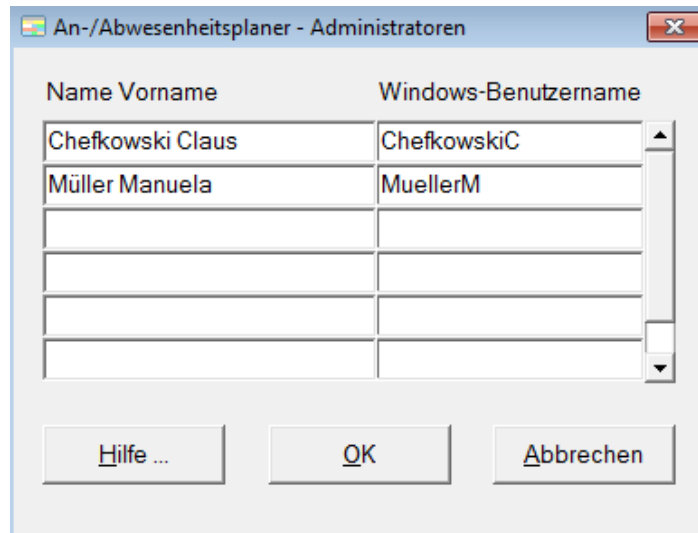 An-/Abwesenheitsplaner - Administratoren
Name Vorname Windows-Benutzername
Chefkowski Claus ChefkowskiC
Müller Manuela MuellerM
Hilfe ... OK Abbrechen